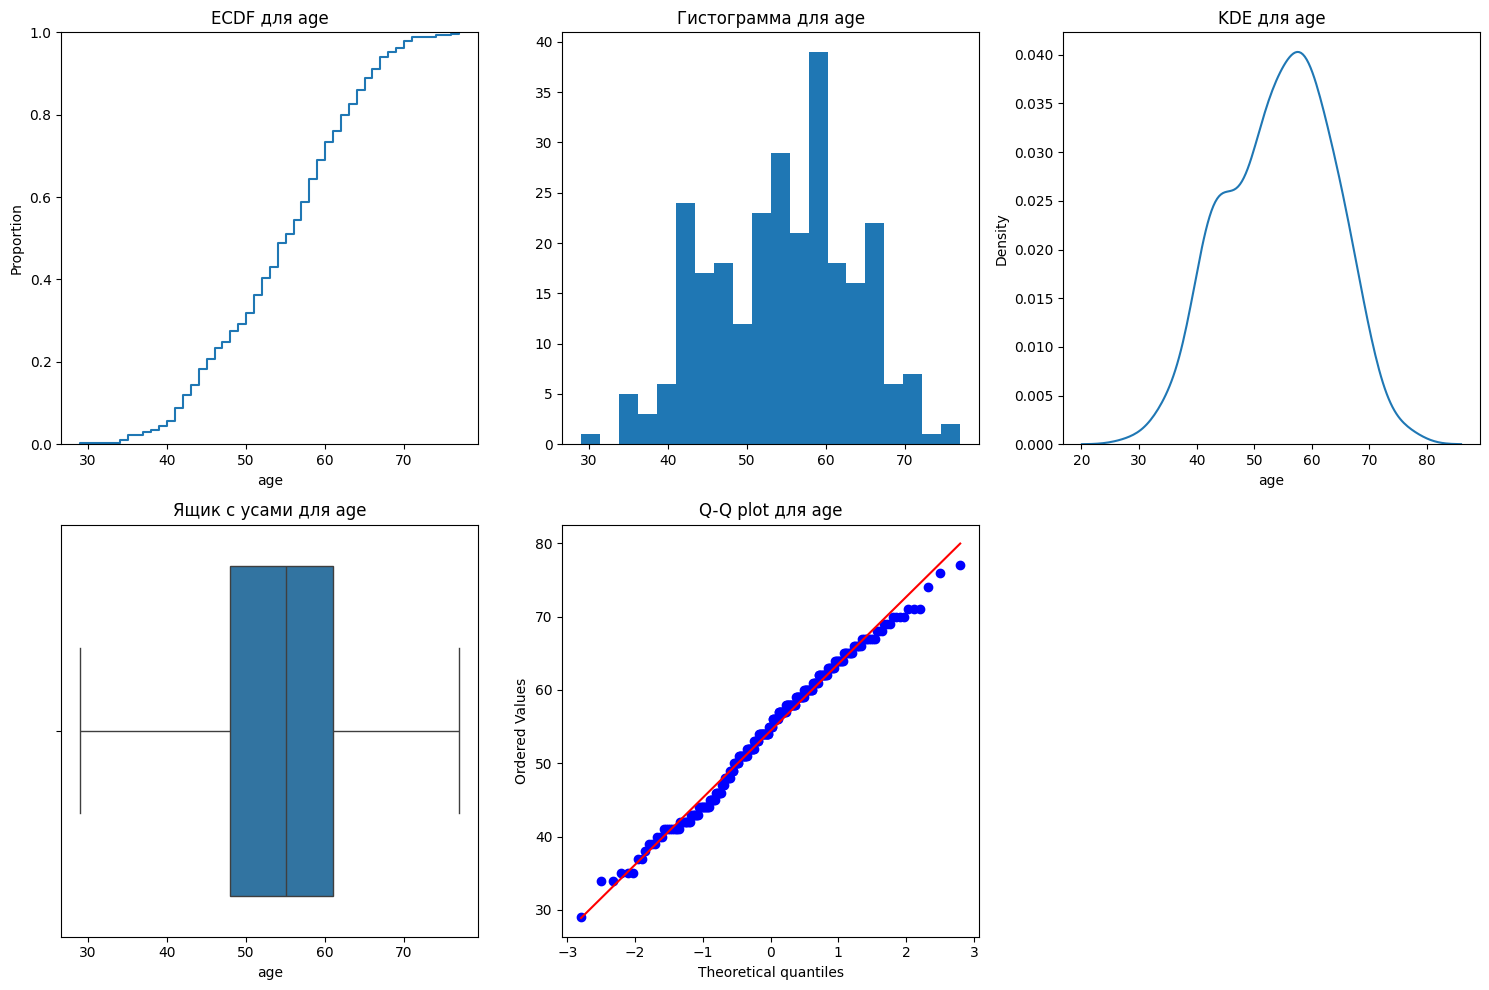 ECDF для age
1.0
0.8
0.6
0.4
0.2
0.0
Proportion
30 40 50 60 70
age
Гистограмма для age
40
35
30
25
20
15
10
5
0
30 40 50 60 70
KDE для age
0.040
0.035
0.030
0.025
0.020
0.015
0.010
0.005
0.000
Density
20 30 40 50 60 70 80
age
Ящик с усами для age
30 40 50 60 70
age
Q-Q plot для age
80
70
60
50
40
30
Ordered Values
−3 −2 −1 0 1 2 3
Theoretical quantiles